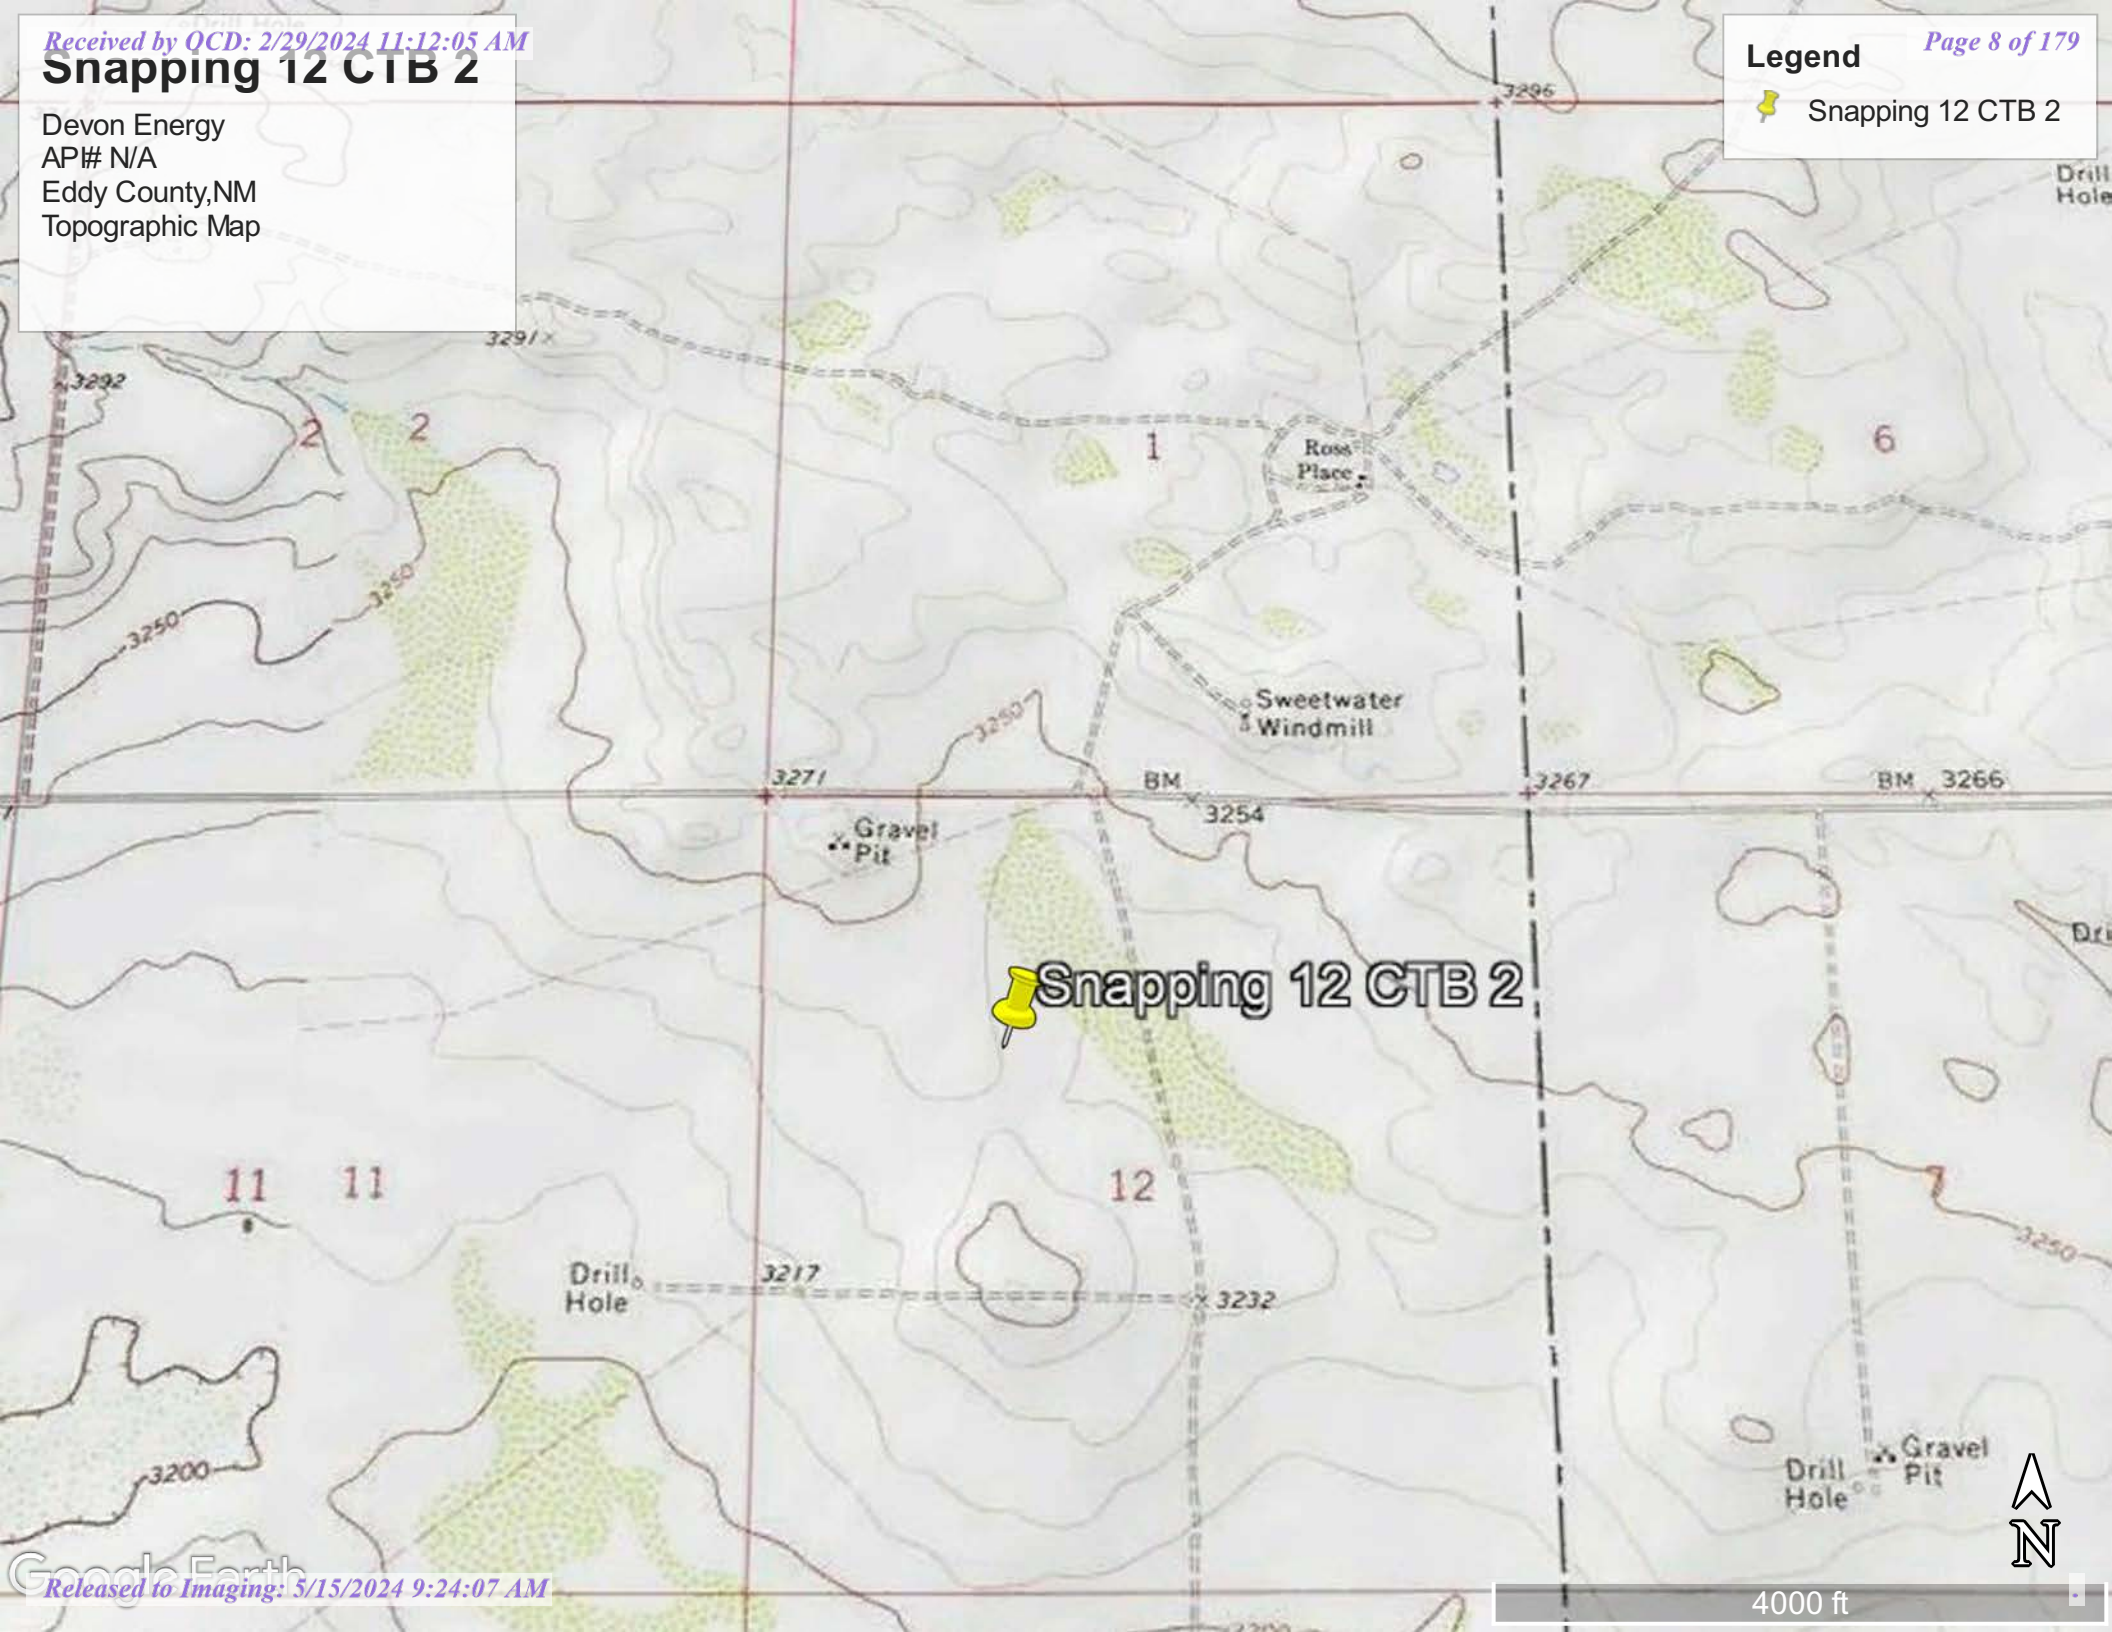 Drill Hole
Received by OCD: 2/29/2024 11:12:05 AM
Page 8 of 179
Snapping 12 CTB 2
Devon Energy
API# N/A
Eddy County,NM
Topographic Map
Legend
Snapping 12 CTB 2
3296
Drill
Hole
3291
3292
2
2
1
Ross
Place
6
3250
3250
Sweetwater
Windmill
3250
3271
BM
3254
3267
BM 3266
Gravel
Pit
Snapping 12 CTB 2
11
11
12
7
3250
Drill
Hole
3217
3232
3200
Gravel
Pit
Drill
Hole
N
Google Earth
Released to Imaging: 5/15/2024 9:24:07 AM
4000 ft